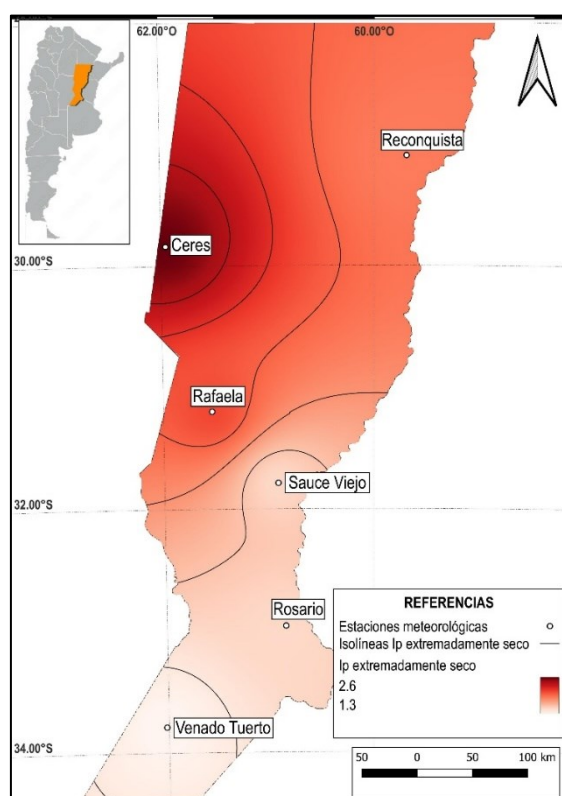 62.00°W
60.00°W
Reconquista
Ceres
30.00°S
Rafaela
Sauce Viejo
32.00°S
Rosario
REFERENCIAS
Estaciones meteorológicas
Isolíneas Ip extremadamente seco
Ip extremadamente seco
2.6
1.3
Venado Tuerto
34.00°S
50 0 50 100 km